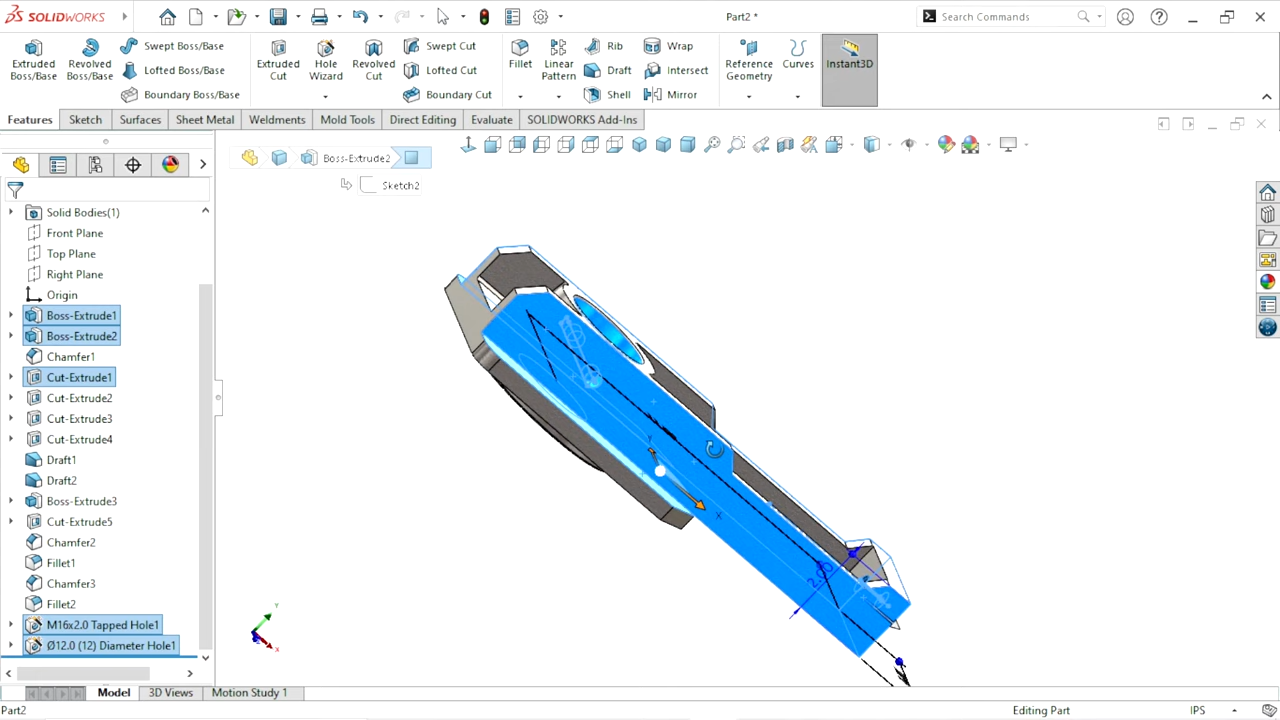 SOLIDWORKS
Part2 *
Search Commands
Extruded Boss/Base
Revolved Boss/Base
Swept Boss/Base
Lofted Boss/Base
Boundary Boss/Base
Extruded Cut
Hole Wizard
Revolved Cut
Swept Cut
Lofted Cut
Boundary Cut
Fillet
Linear Pattern
Rib
Draft
Shell
Wrap
Intersect
Mirror
Reference Geometry
Curves
Instant3D
Features
Sketch
Surfaces
Sheet Metal
Weldments
Mold Tools
Direct Editing
Evaluate
SOLIDWORKS Add-Ins
Boss-Extrude2
Sketch2
Solid Bodies(1)
Front Plane
Top Plane
Right Plane
Origin
Boss-Extrude1
Boss-Extrude2
Chamfer1
Cut-Extrude1
Cut-Extrude2
Cut-Extrude3
Cut-Extrude4
Draft1
Draft2
Boss-Extrude3
Cut-Extrude5
Chamfer2
Fillet1
Chamfer3
Fillet2
M16x2.0 Tapped Hole1
Ø12.0 (12) Diameter Hole1
Y
X
2.00
Y
X
Model
3D Views
Motion Study 1
Part2
Editing Part
IPS